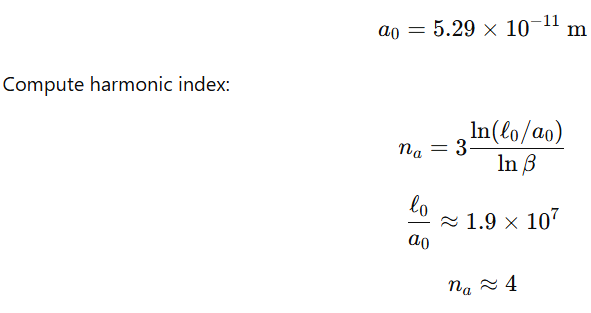 a₀ = 5.29 × 10⁻¹¹ m
Compute harmonic index:
nₐ = 3 ln(ℓ₀/a₀) / ln β
ℓ₀ / a₀ ≈ 1.9 × 10⁷
nₐ ≈ 4